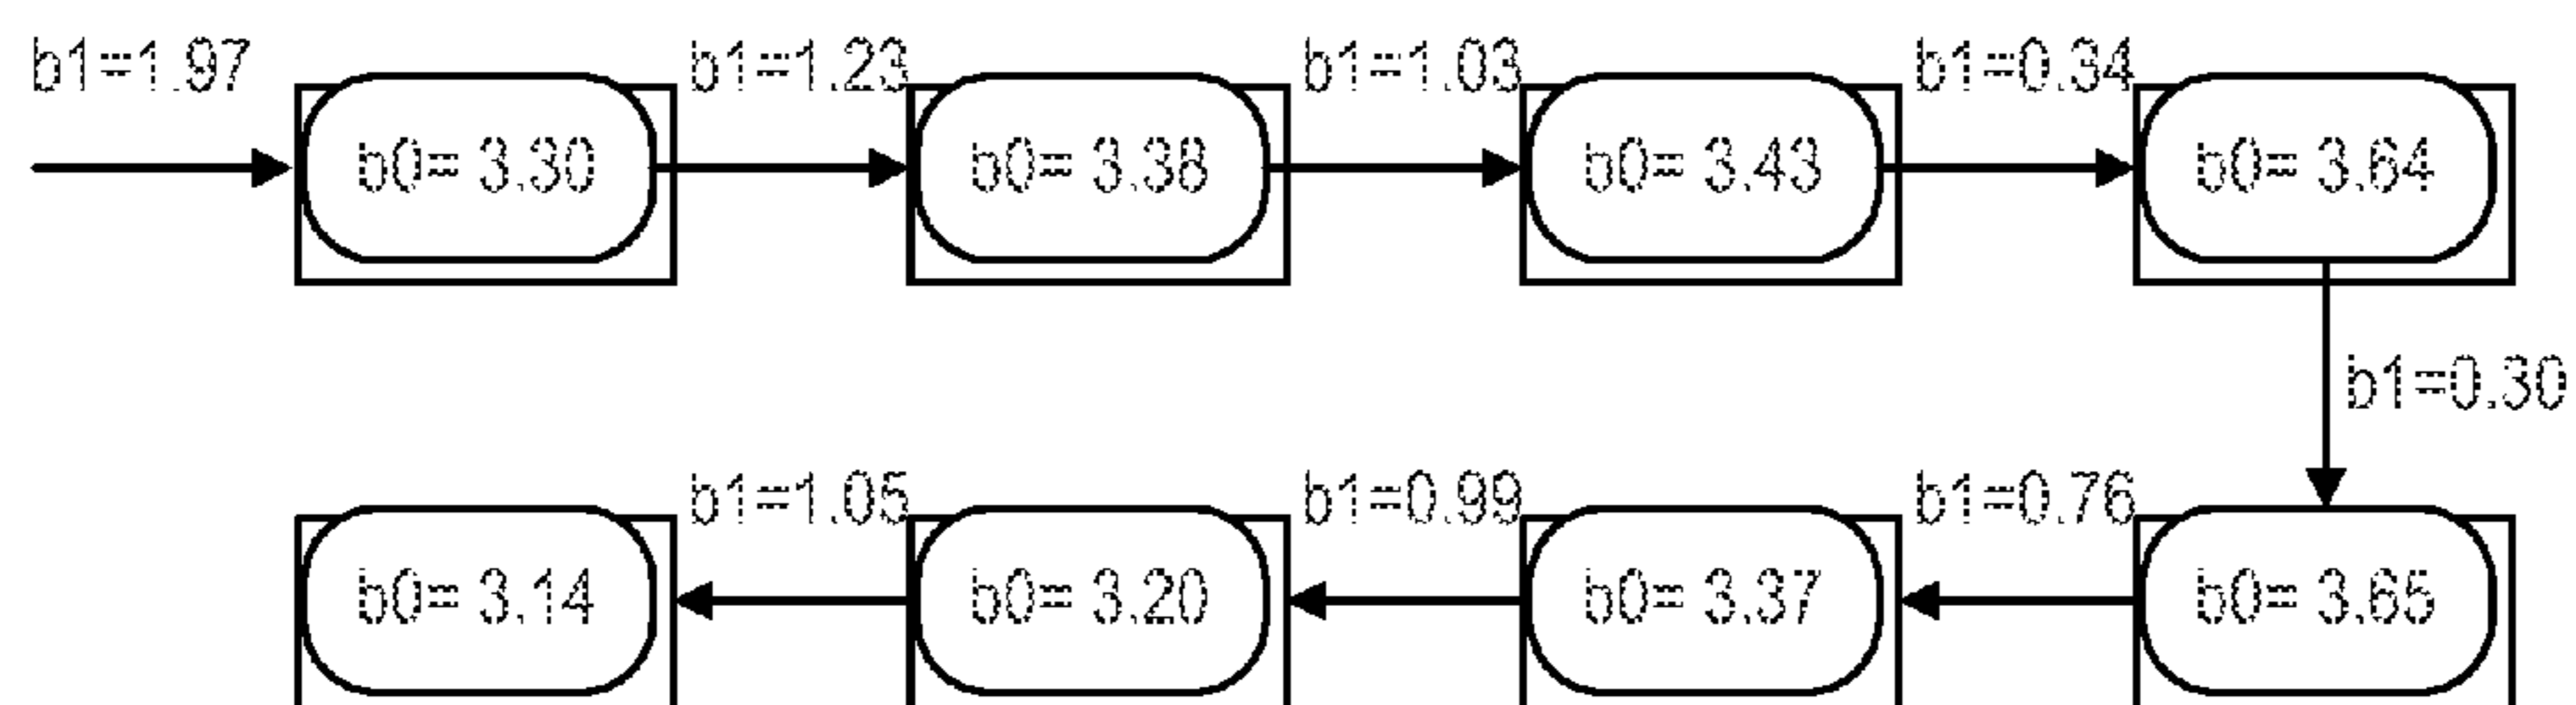 b1=1.97 b1=1.23 b1=1.03 b1=0.34
b0= 3.30 b0= 3.38 b0= 3.43 b0= 3.64
b1=0.30
b1=1.05 b1=0.99 b1=0.76
b0= 3.14 b0= 3.20 b0= 3.37 b0= 3.65